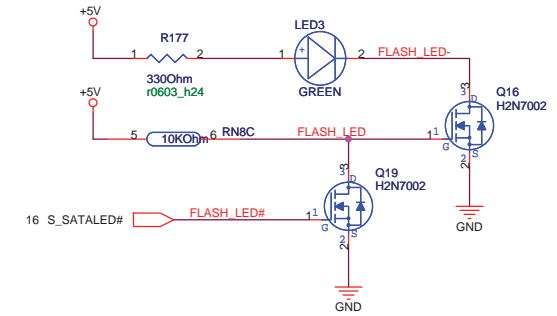 +5V
R177
LED3
1 2 1 + 2 FLASH_LED-
330Ohm
r0603_h24
GREEN
+5V
3 3 D
Q16
H2N7002
5 10KOhm 6 RN8C FLASH_LED 1 1
G
2 2 S
3 3 D
Q19
H2N7002
16 S_SATALED# FLASH_LED# 1 1
G
2 2 S
GND
GND